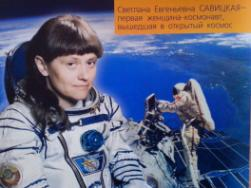 Светлана Евгеньевна САВИЦКАЯ–
первая женщина-космонавт,
вышедшая в открытый космос